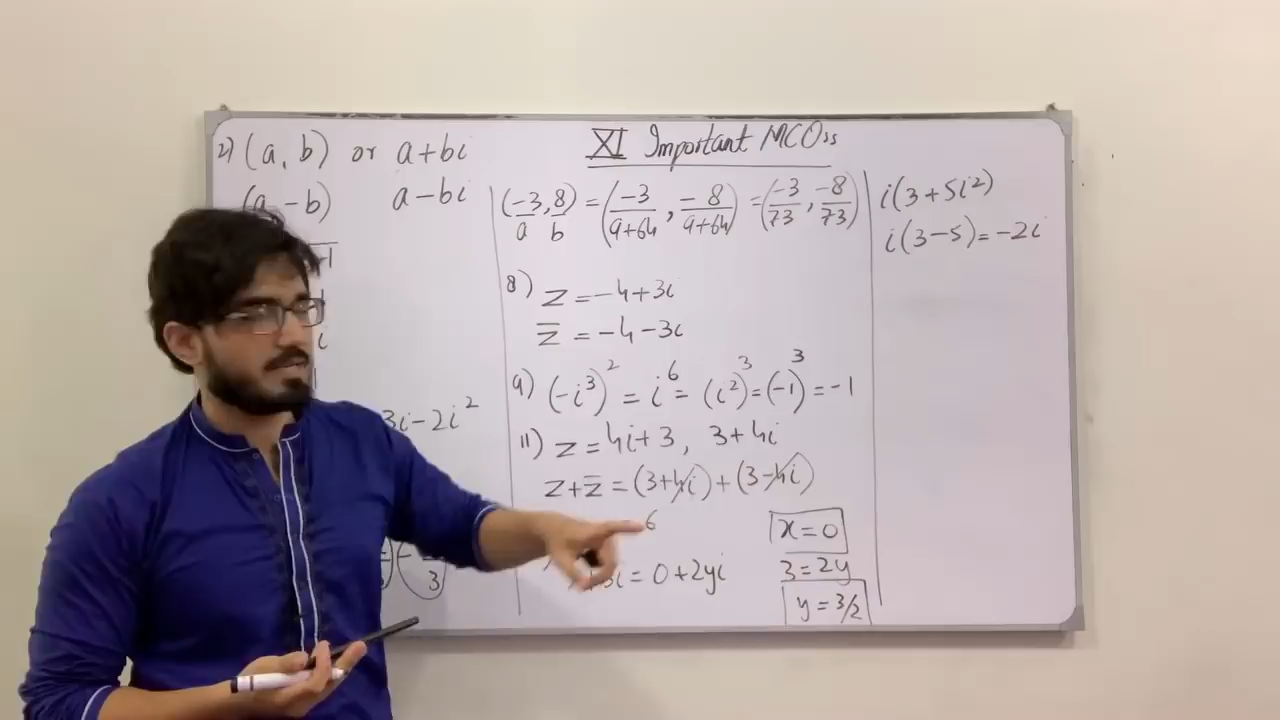 XI Important MCQs
2) (a, b) or a+bi
(a, -b) a-bi
i
3i-2i²
3
(-3/a, 8/b) = (-3/9+64, -8/9+64) = (-3/73, -8/73)
8) Z = -4+3i
Z̅ = -4-3i
9) (-i³)² = i⁶ = (i²)³ = (-1)³ = -1
11) Z = 4i+3, 3+4i
Z+Z̅ = (3+4i)+(3-4i)
6
3i = 0+2yi
x=0
3=2y
y=3/2
i(3+5i²)
i(3-5)=-2i